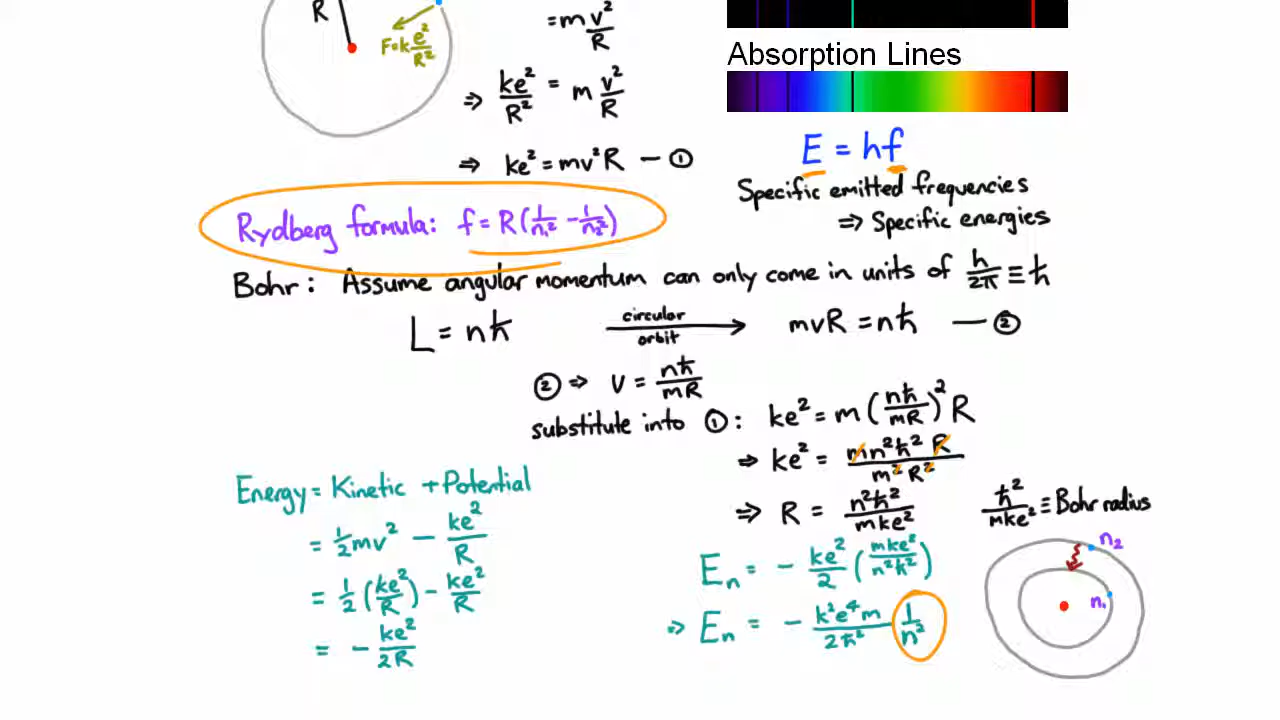 R
F=k e²/R²
= m v²/R
⇒ ke²/R² = m v²/R
⇒ ke² = mv²R — ①
Absorption Lines
E = hf
Specific emitted frequencies
⇒ Specific energies
Rydberg formula: f = R(1/n₁² − 1/n₂²)
Bohr: Assume angular momentum can only come in units of h/2π ≡ ħ
L = nħ circular orbit → mvR = nħ — ②
② ⇒ v = nħ/mR
substitute into ①: ke² = m(nħ/mR)²R
⇒ ke² = mn²ħ²R/m²R²
⇒ R = n²ħ²/mke² ħ²/mke² ≡ Bohr radius
Energy = Kinetic + Potential
= ½mv² − ke²/R
= ½(ke²/R) − ke²/R
= − ke²/2R
Eₙ = − ke²/2 (mke²/n²ħ²)
⇒ Eₙ = − k²e⁴m/2ħ² 1/n²
n₂
n₁